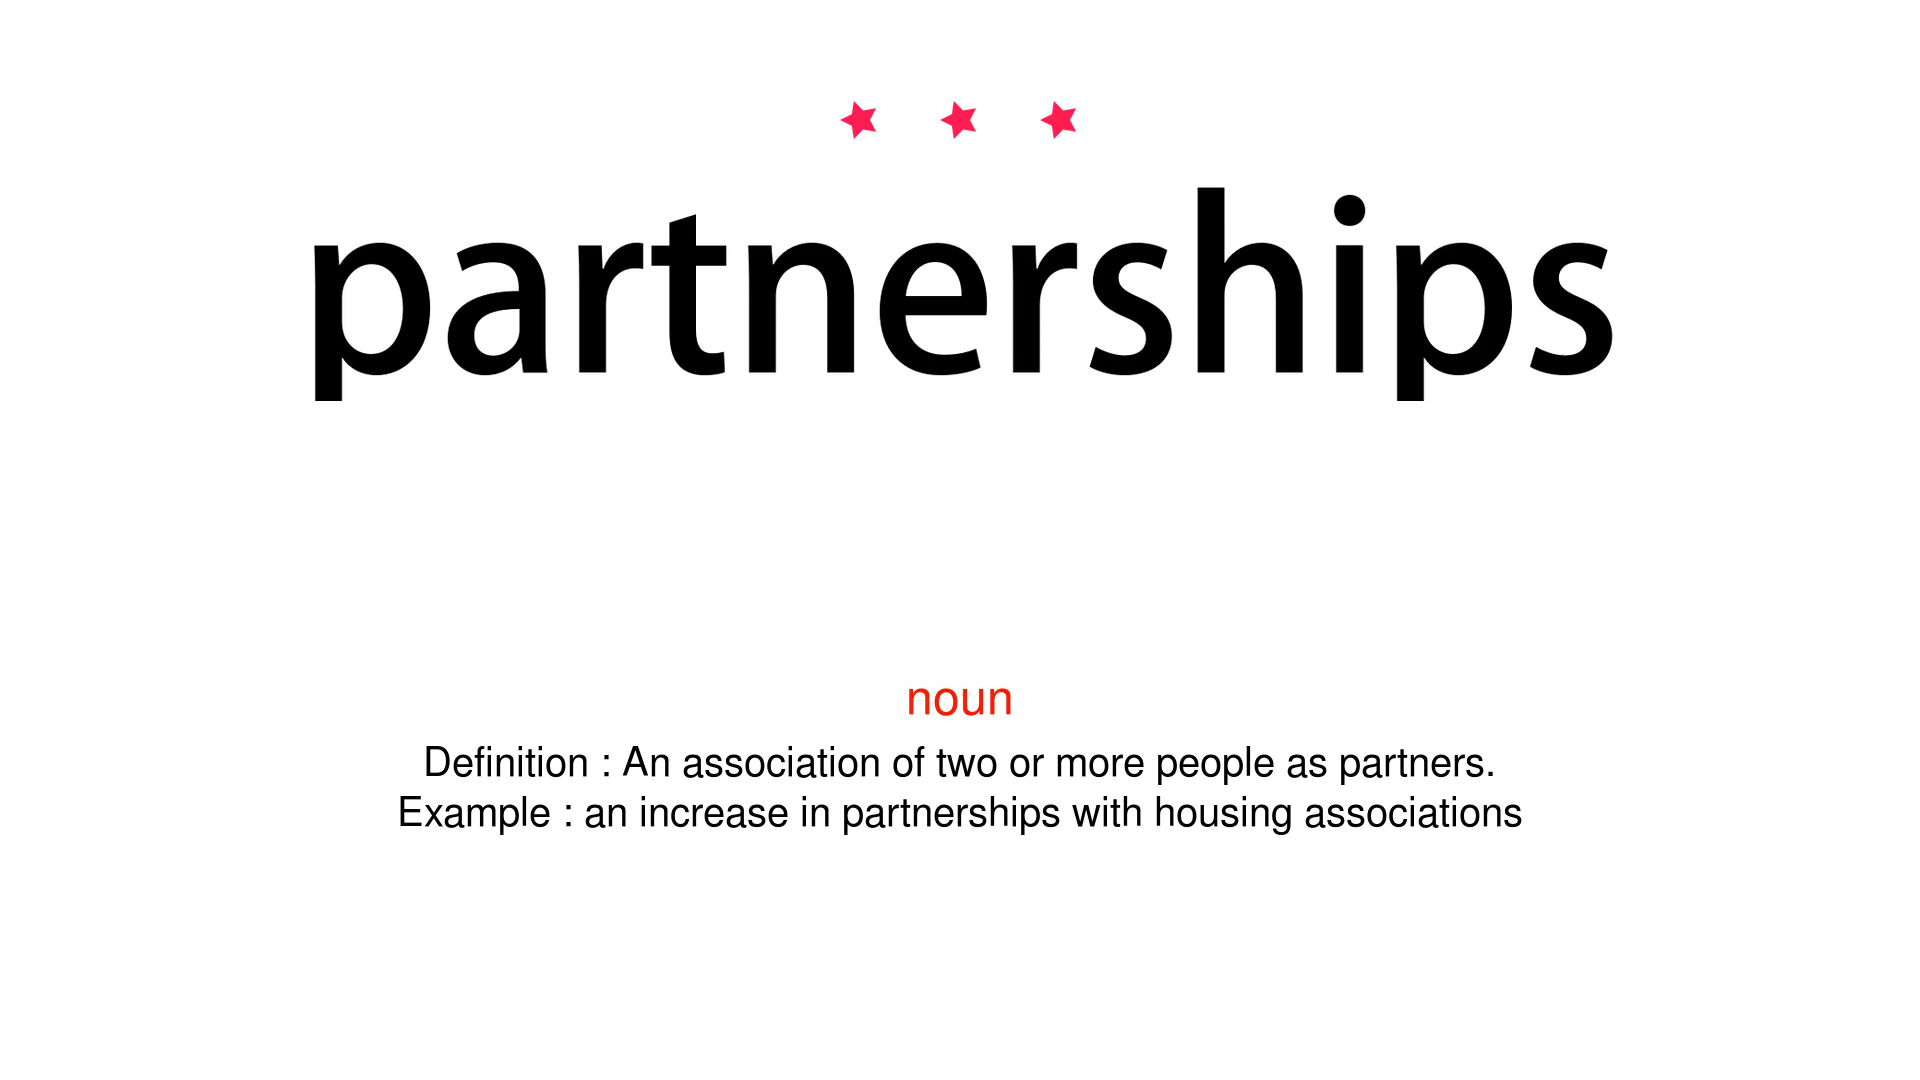 partnerships
noun
Definition : An association of two or more people as partners.
Example : an increase in partnerships with housing associations